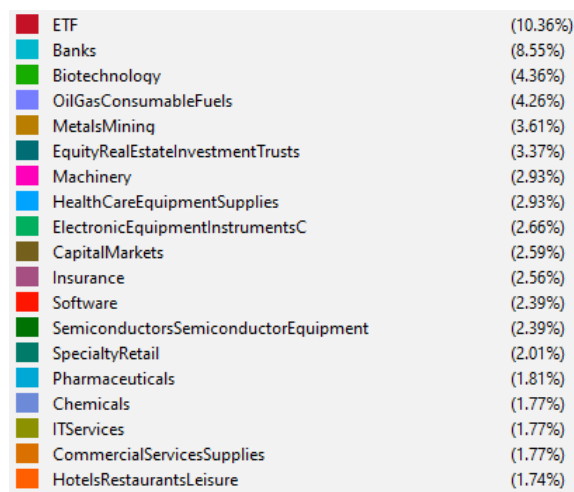 ETF (10.36%)
Banks (8.55%)
Biotechnology (4.36%)
OilGasConsumableFuels (4.26%)
MetalsMining (3.61%)
EquityRealEstateInvestmentTrusts (3.37%)
Machinery (2.93%)
HealthCareEquipmentSupplies (2.93%)
ElectronicEquipmentInstrumentsC (2.66%)
CapitalMarkets (2.59%)
Insurance (2.56%)
Software (2.39%)
SemiconductorsSemiconductorEquipment (2.39%)
SpecialtyRetail (2.01%)
Pharmaceuticals (1.81%)
Chemicals (1.77%)
ITServices (1.77%)
CommercialServicesSupplies (1.77%)
HotelsRestaurantsLeisure (1.74%)